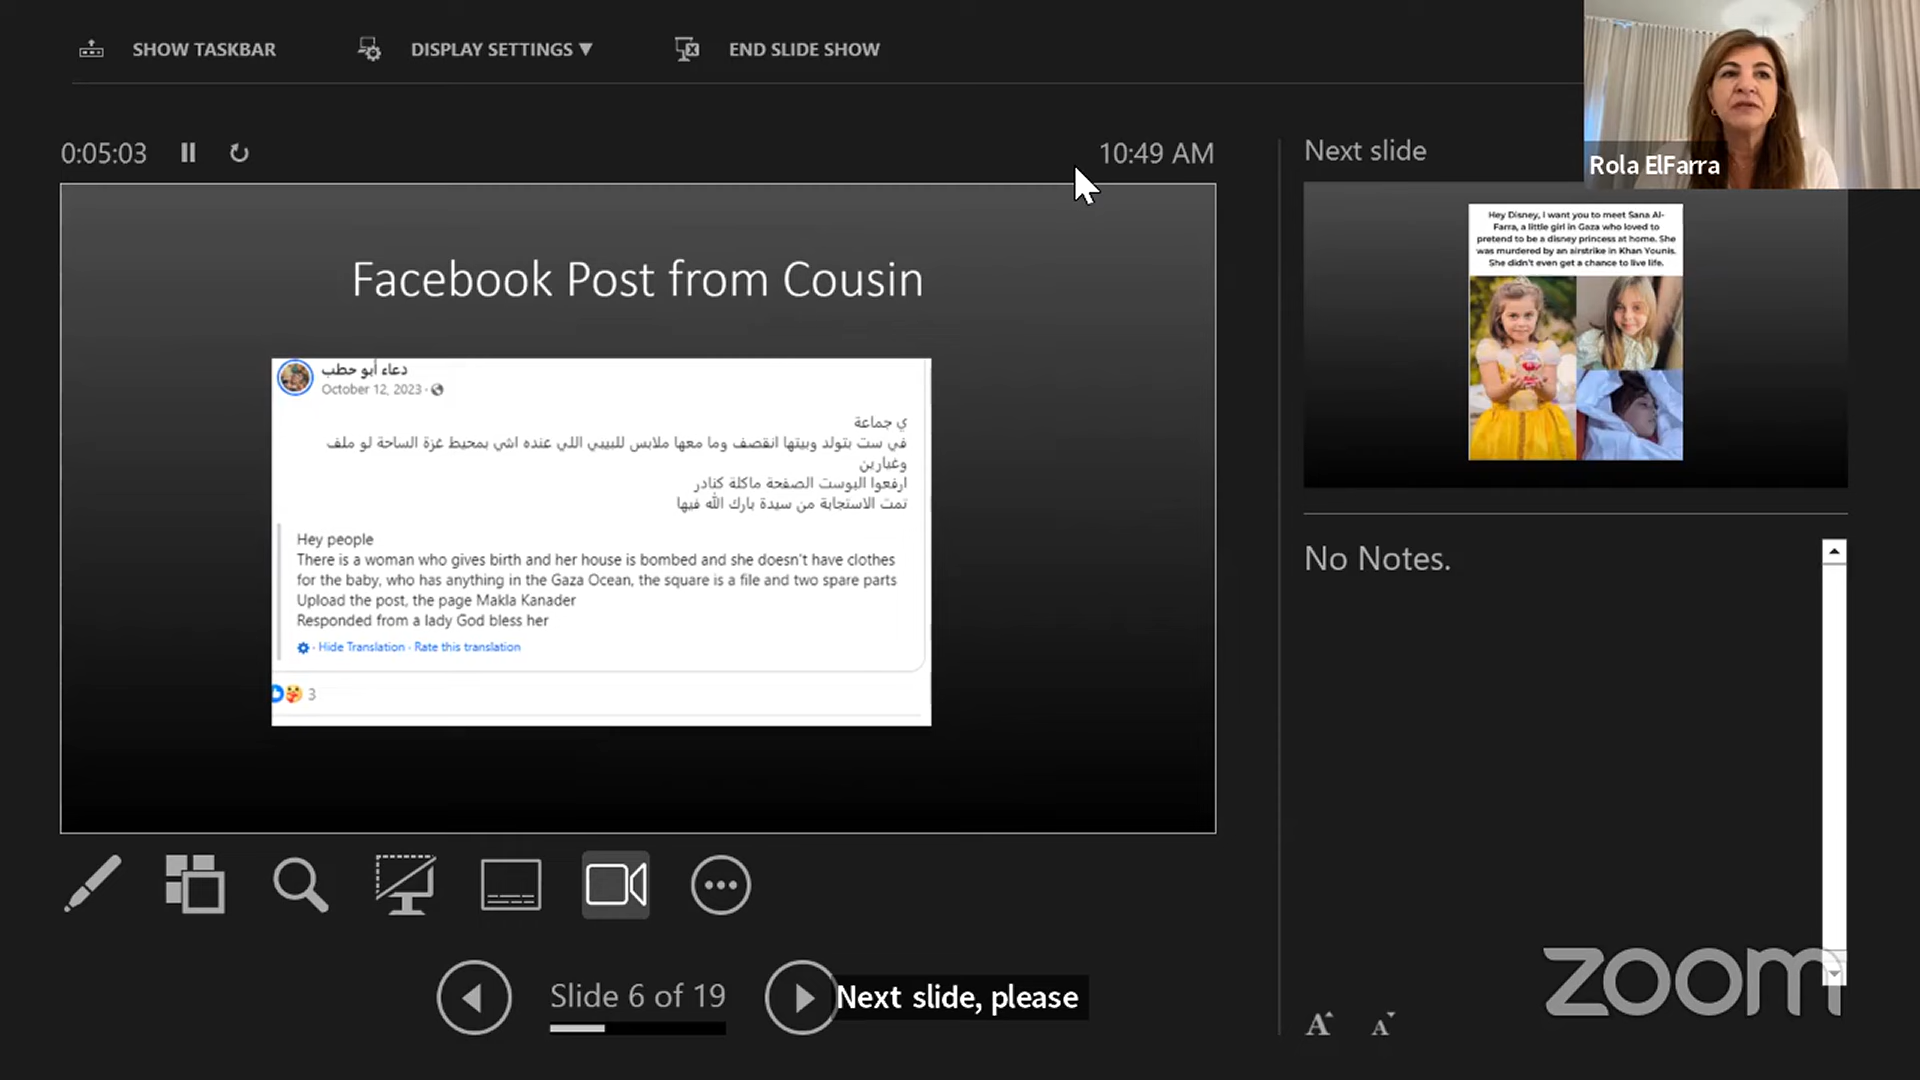 SHOW TASKBAR
DISPLAY SETTINGS ▼
END SLIDE SHOW
0:05:03
10:49 AM
Facebook Post from Cousin
دعاء أبو حطب
October 12, 2023 ·
ي جماعة
في ست بتولد وبيتها انقصف وما معها ملابس للبيبي اللي عنده اشي بمحيط غزة الساحة لو ملف
وغيارين
ارفعوا البوست الصفحة ماكلة كنادر
تمت الاستجابة من سيدة بارك الله فيها
Hey people
There is a woman who gives birth and her house is bombed and she doesn't have clothes
for the baby, who has anything in the Gaza Ocean, the square is a file and two spare parts
Upload the post, the page Makla Kanader
Responded from a lady God bless her
· Hide Translation · Rate this translation
3
Slide 6 of 19
Next slide, please
Next slide
Rola ElFarra
Hey Disney, I want you to meet Sana Al-
Farra, a little girl in Gaza who loved to
pretend to be a disney princess at home. She
was murdered by an airstrike in Khan Younis.
She didn't even get a chance to live life.
No Notes.
A A
zoom